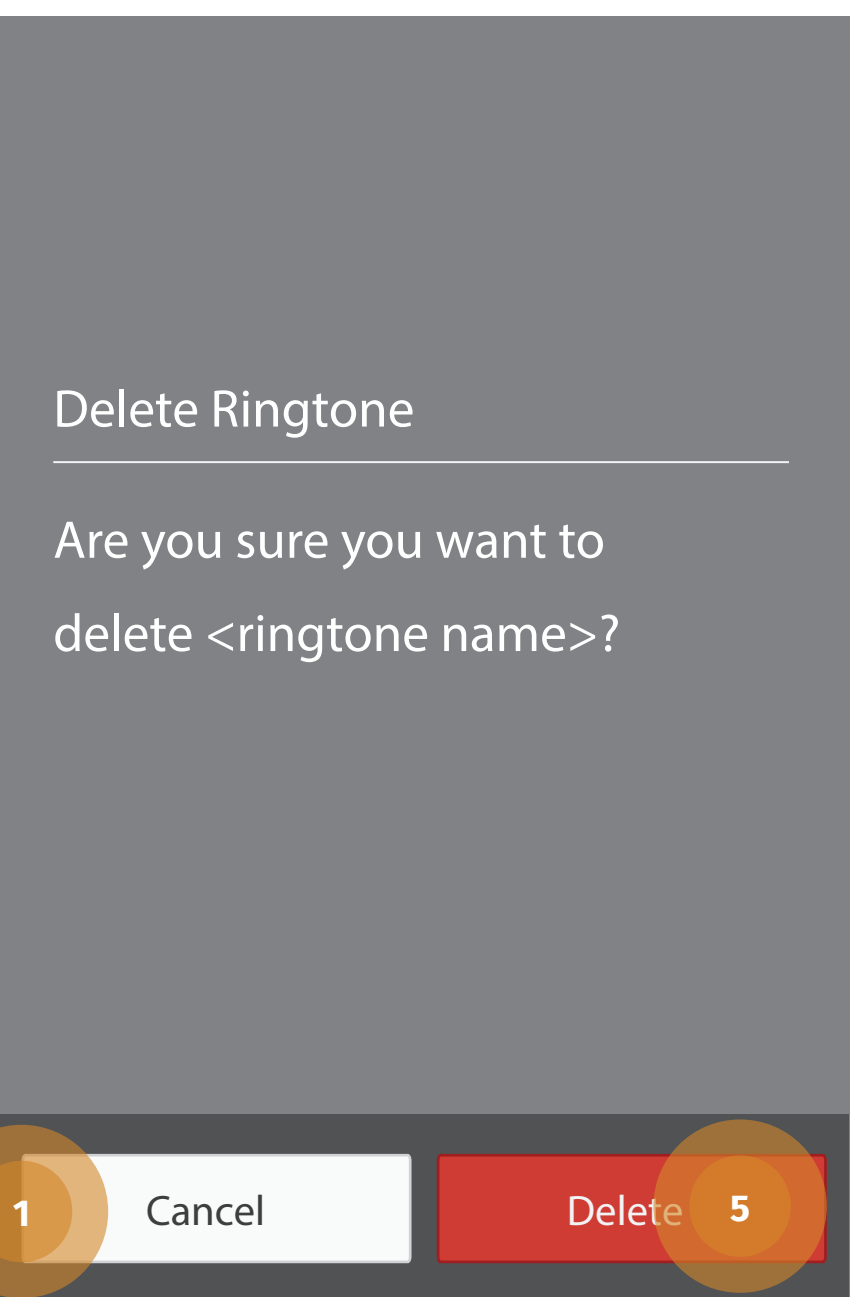 Delete Ringtone
Are you sure you want to
delete <ringtone name>?
1
Cancel
Delete
5